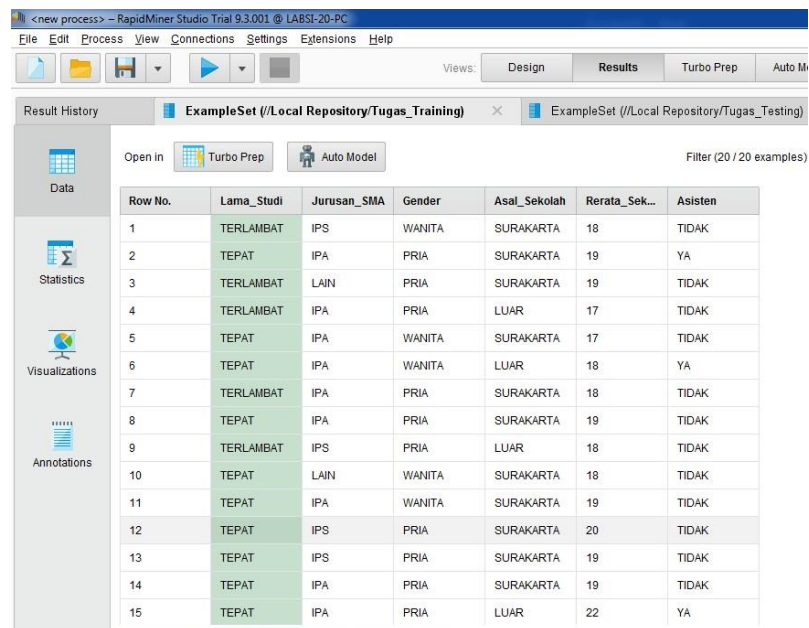 <new process> – RapidMiner Studio Trial 9.3.001 @ LABSI-20-PC
File Edit Process View Connections Settings Extensions Help
Views: Design Results Turbo Prep Auto M
Result History ExampleSet (//Local Repository/Tugas_Training) ExampleSet (//Local Repository/Tugas_Testing)
Open in Turbo Prep Auto Model Filter (20 / 20 examples)
Data
Statistics
Visualizations
Annotations
Row No. Lama_Studi Jurusan_SMA Gender Asal_Sekolah Rerata_Sek... Asisten
1 TERLAMBAT IPS WANITA SURAKARTA 18 TIDAK
2 TEPAT IPA PRIA SURAKARTA 19 YA
3 TERLAMBAT LAIN PRIA SURAKARTA 19 TIDAK
4 TERLAMBAT IPA PRIA LUAR 17 TIDAK
5 TEPAT IPA WANITA SURAKARTA 17 TIDAK
6 TEPAT IPA WANITA LUAR 18 YA
7 TERLAMBAT IPA PRIA SURAKARTA 18 TIDAK
8 TEPAT IPA PRIA SURAKARTA 19 TIDAK
9 TERLAMBAT IPS PRIA LUAR 18 TIDAK
10 TEPAT LAIN WANITA SURAKARTA 18 TIDAK
11 TEPAT IPA WANITA SURAKARTA 19 TIDAK
12 TEPAT IPS PRIA SURAKARTA 20 TIDAK
13 TEPAT IPS PRIA SURAKARTA 19 TIDAK
14 TEPAT IPA PRIA SURAKARTA 19 TIDAK
15 TEPAT IPA PRIA LUAR 22 YA